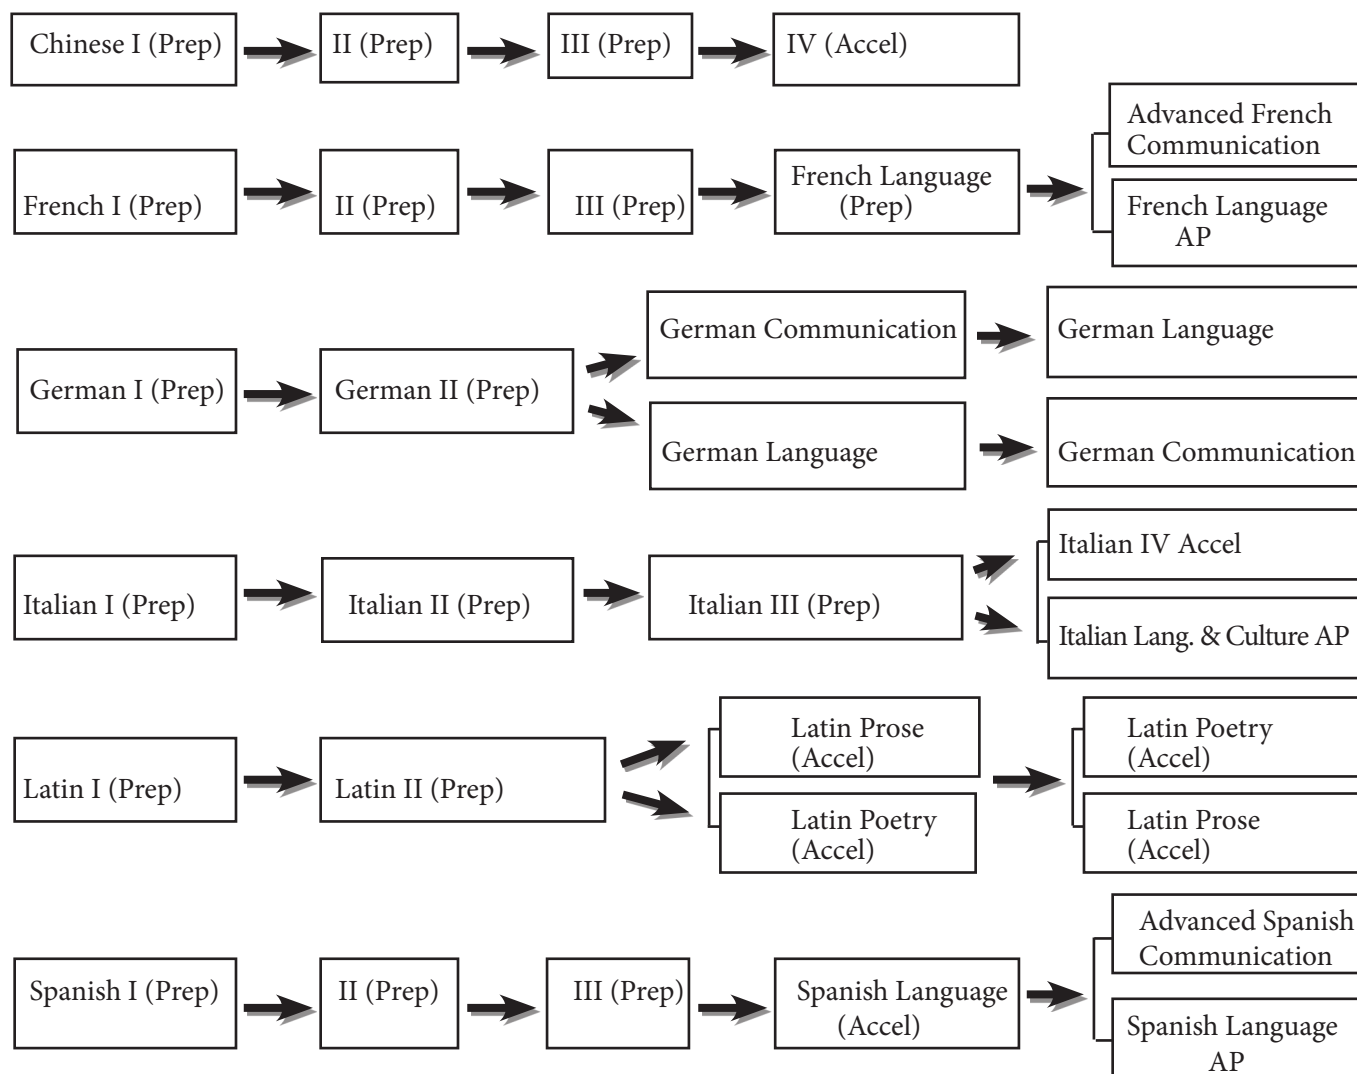 Chinese I (Prep)
II (Prep)
III (Prep)
IV (Accel)
French I (Prep)
II (Prep)
III (Prep)
French Language
(Prep)
Advanced French
Communication
French Language
AP
German I (Prep)
German II (Prep)
German Communication
German Language
German Language
German Communication
Italian I (Prep)
Italian II (Prep)
Italian III (Prep)
Italian IV Accel
Italian Lang. & Culture AP
Latin I (Prep)
Latin II (Prep)
Latin Prose
(Accel)
Latin Poetry
(Accel)
Latin Poetry
(Accel)
Latin Prose
(Accel)
Spanish I (Prep)
II (Prep)
III (Prep)
Spanish Language
(Accel)
Advanced Spanish
Communication
Spanish Language
AP